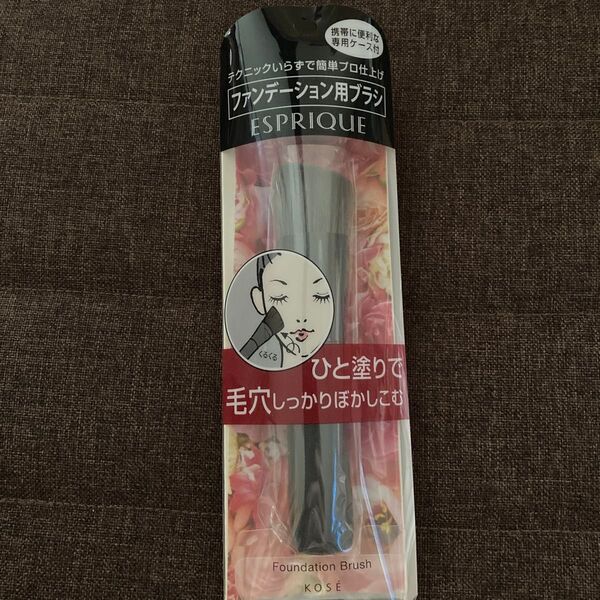 携帯に便利な
専用ケース付
テクニックいらずで簡単プロ仕上げ
ファンデーション用ブラシ
ESPRIQUE
くるくる
ひと塗りで
毛穴しっかりぼかしこむ
Foundation Brush
KOSÉ